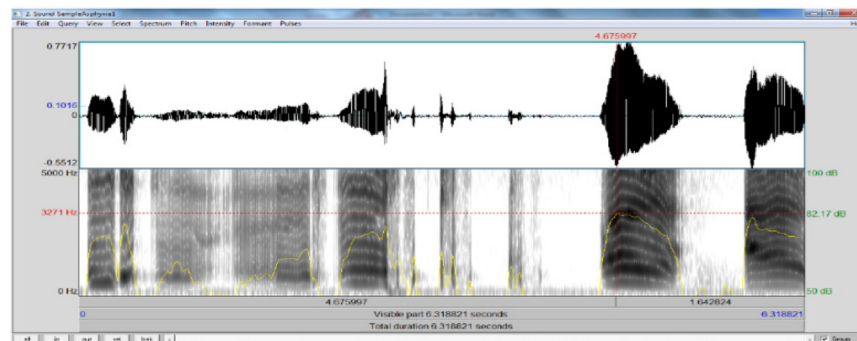 2. Sound SampleAsphyxia1
File Edit Query View Select Spectrum Pitch Intensity Formant Pulses
4.675997
0.7717
0.1016
0
-0.5512
5000 Hz
100 dB
3271 Hz
82.17 dB
0 Hz
50 dB
4.675997 1.642824
0 Visible part 6.318821 seconds 6.318821
Total duration 6.318821 seconds
all in out sel bak Group